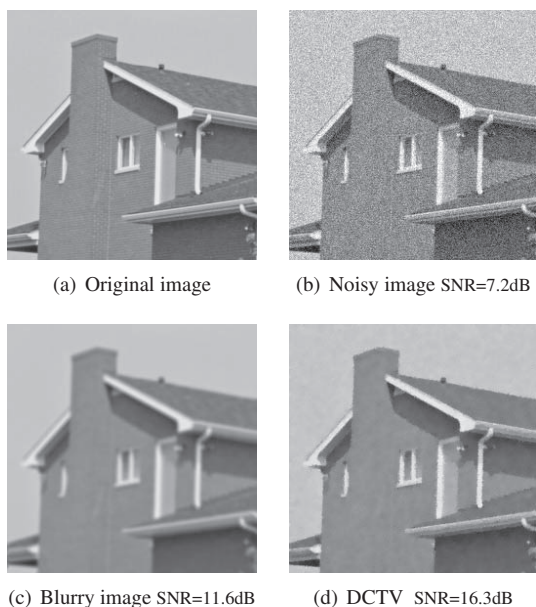 (a) Original image
(b) Noisy image SNR=7.2dB
(c) Blurry image SNR=11.6dB
(d) DCTV SNR=16.3dB